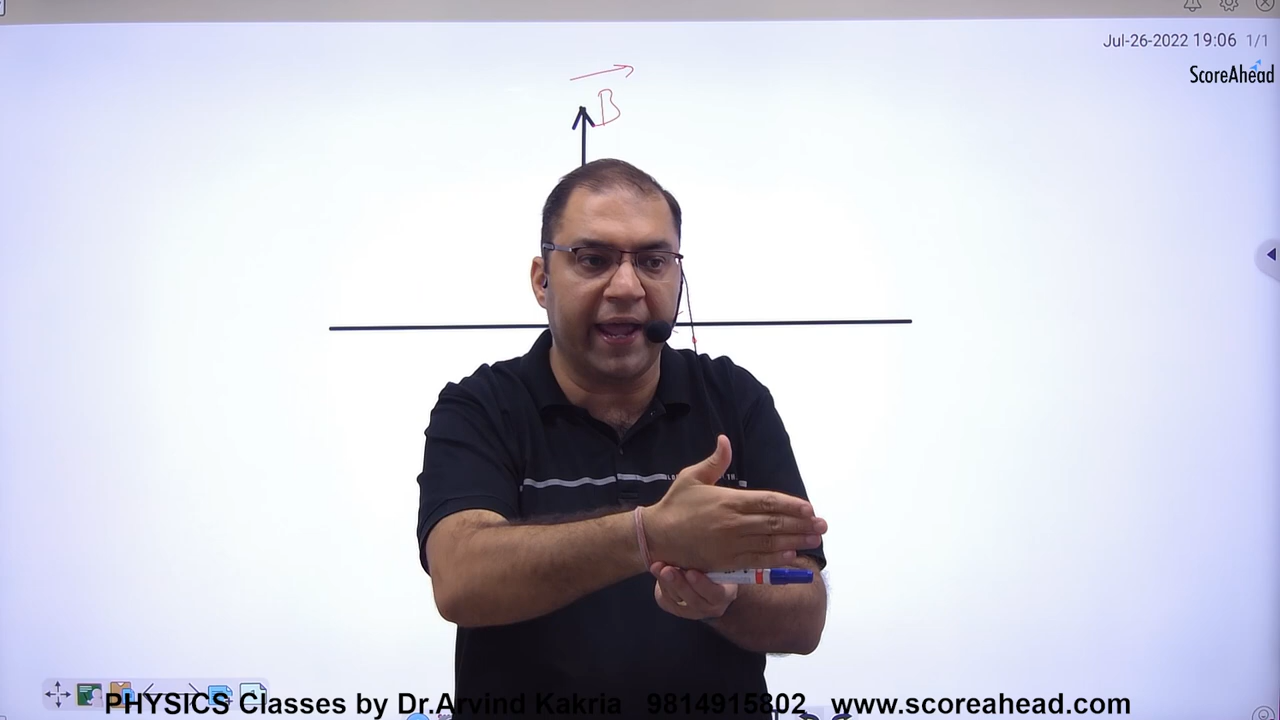 Jul-26-2022 19:06 1/1
ScoreAhead
B
PHYSICS Classes by Dr.Arvind Kakria 9814915802 www.scoreahead.com